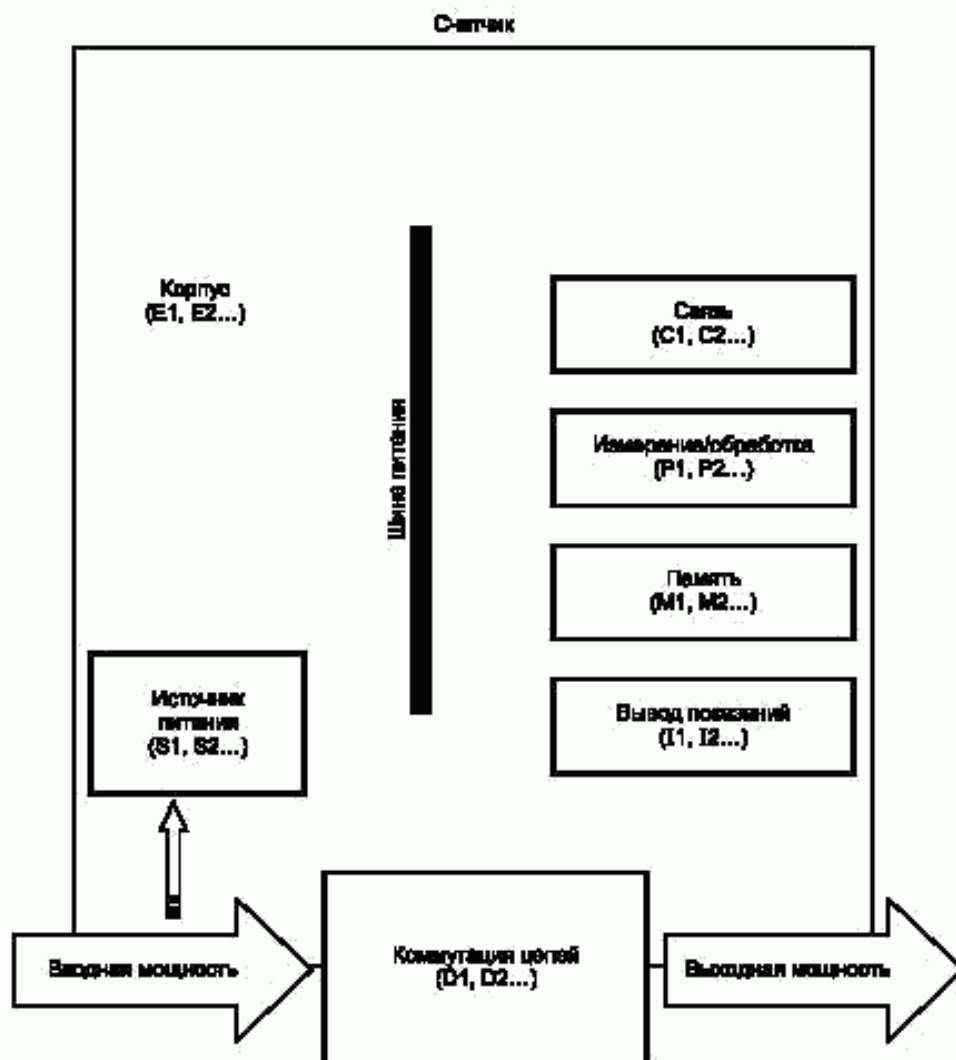 Счетчик
Корпус
(E1, E2...)
Связь
(C1, C2...)
Измерение/обработка
(P1, P2...)
Шина питания
Память
(M1, M2...)
Источник
питания
(S1, S2...)
Вывод показаний
(I1, I2...)
Входная мощность
Коммутация цепей
(D1, D2...)
Выходная мощность